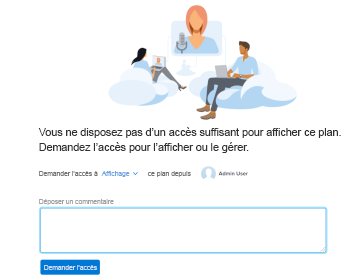 Vous ne disposez pas d'un accès suffisant pour afficher ce plan.
Demandez l'accès pour l'afficher ou le gérer.
Demander l'accès à Affichage ce plan depuis Admin User
Déposer un commentaire
Demander l'accès